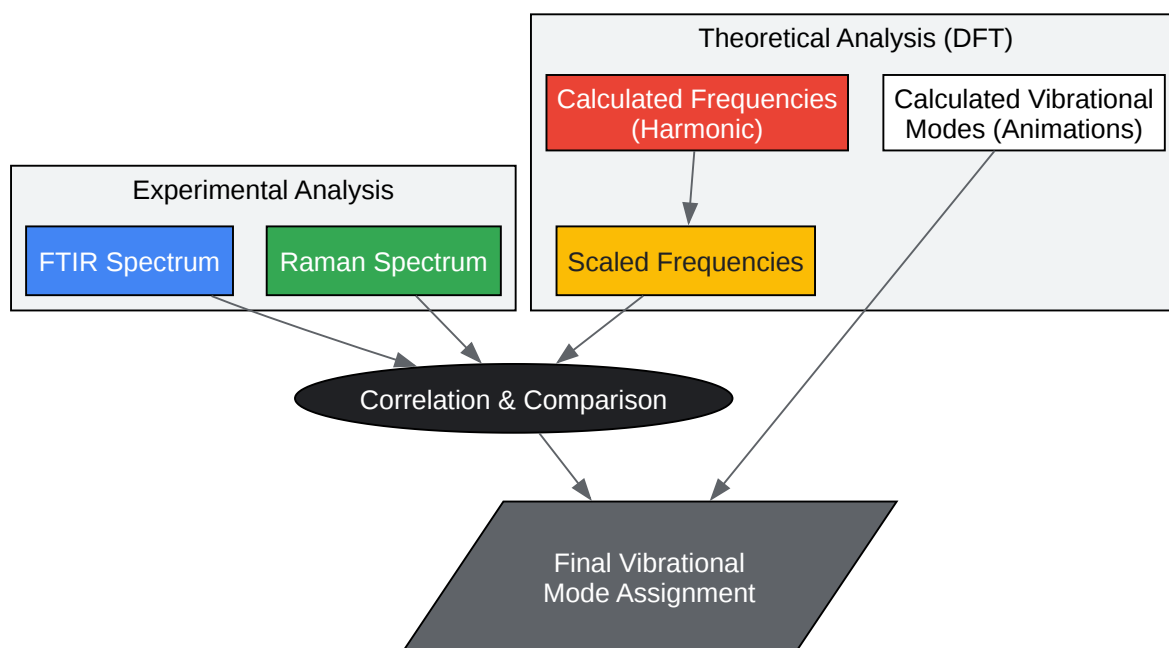 Theoretical Analysis (DFT)
Calculated Frequencies
(Harmonic)
Calculated Vibrational
Modes (Animations)
Experimental Analysis
FTIR Spectrum
Raman Spectrum
Scaled Frequencies
Correlation & Comparison
Final Vibrational
Mode Assignment